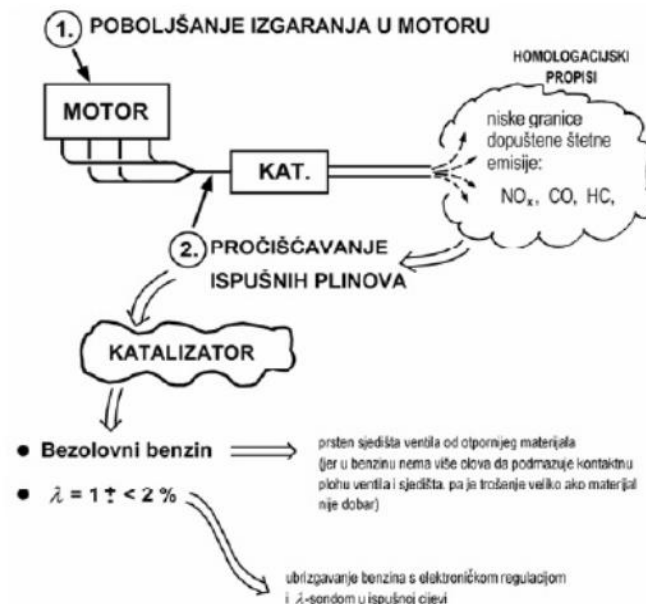 1. POBOLJŠANJE IZGARANJA U MOTORU
HOMOLOGACIJSKI
PROPISI
MOTOR
niske granice
dopuštene štetne
emisije:
NOx, CO, HC,
KAT.
2. PROČIŠĆAVANJE
ISPUŠNIH PLINOVA
KATALIZATOR
● Bezolovni benzin
prsten sjedišta ventila od otpornijeg materijala
(jer u benzinu nema više olova da podmazuje kontaktnu
plohu ventila i sjedišta. pa je trošenje veliko ako materijal
nije dobar)
● λ = 1 ± < 2 %
ubrizgavanje benzina s elektroničkom regulacijom
i λ-sondom u ispušnoj cijevi